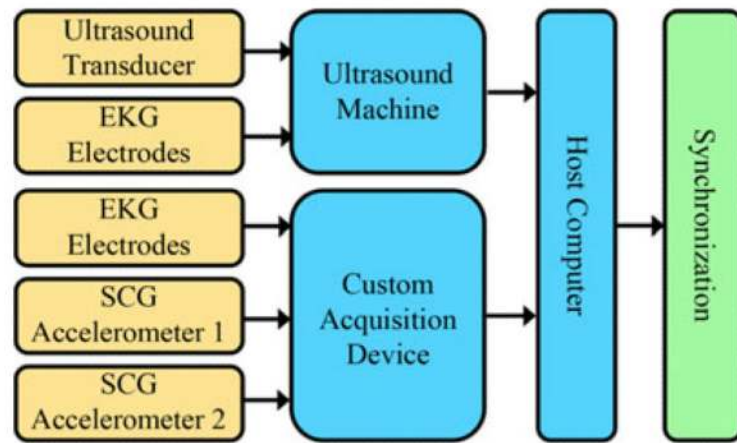 Ultrasound
Transducer
EKG
Electrodes
EKG
Electrodes
SCG
Accelerometer 1
SCG
Accelerometer 2
Ultrasound
Machine
Custom
Acquisition
Device
Host Computer
Synchronization